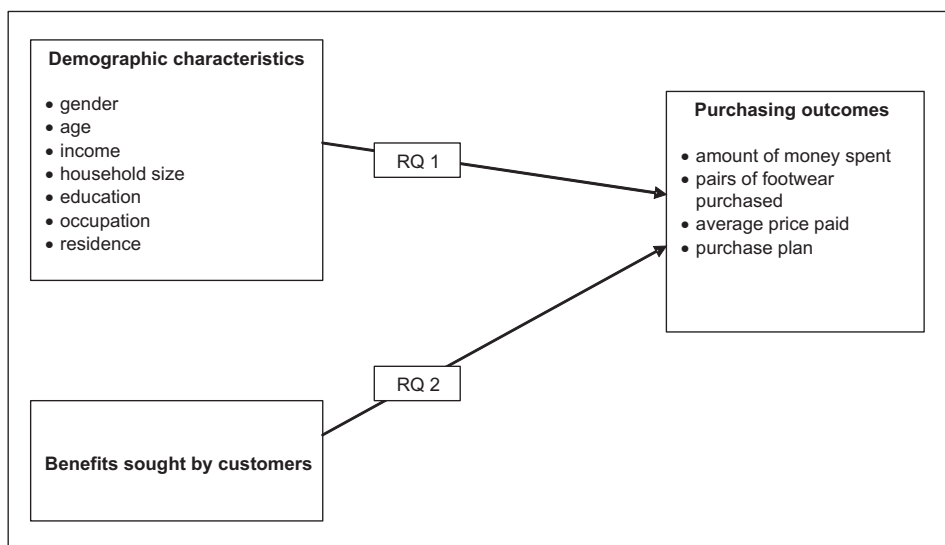 Demographic characteristics
• gender
• age
• income
• household size
• education
• occupation
• residence
RQ 1
Purchasing outcomes
• amount of money spent
• pairs of footwear
purchased
• average price paid
• purchase plan
RQ 2
Benefits sought by customers